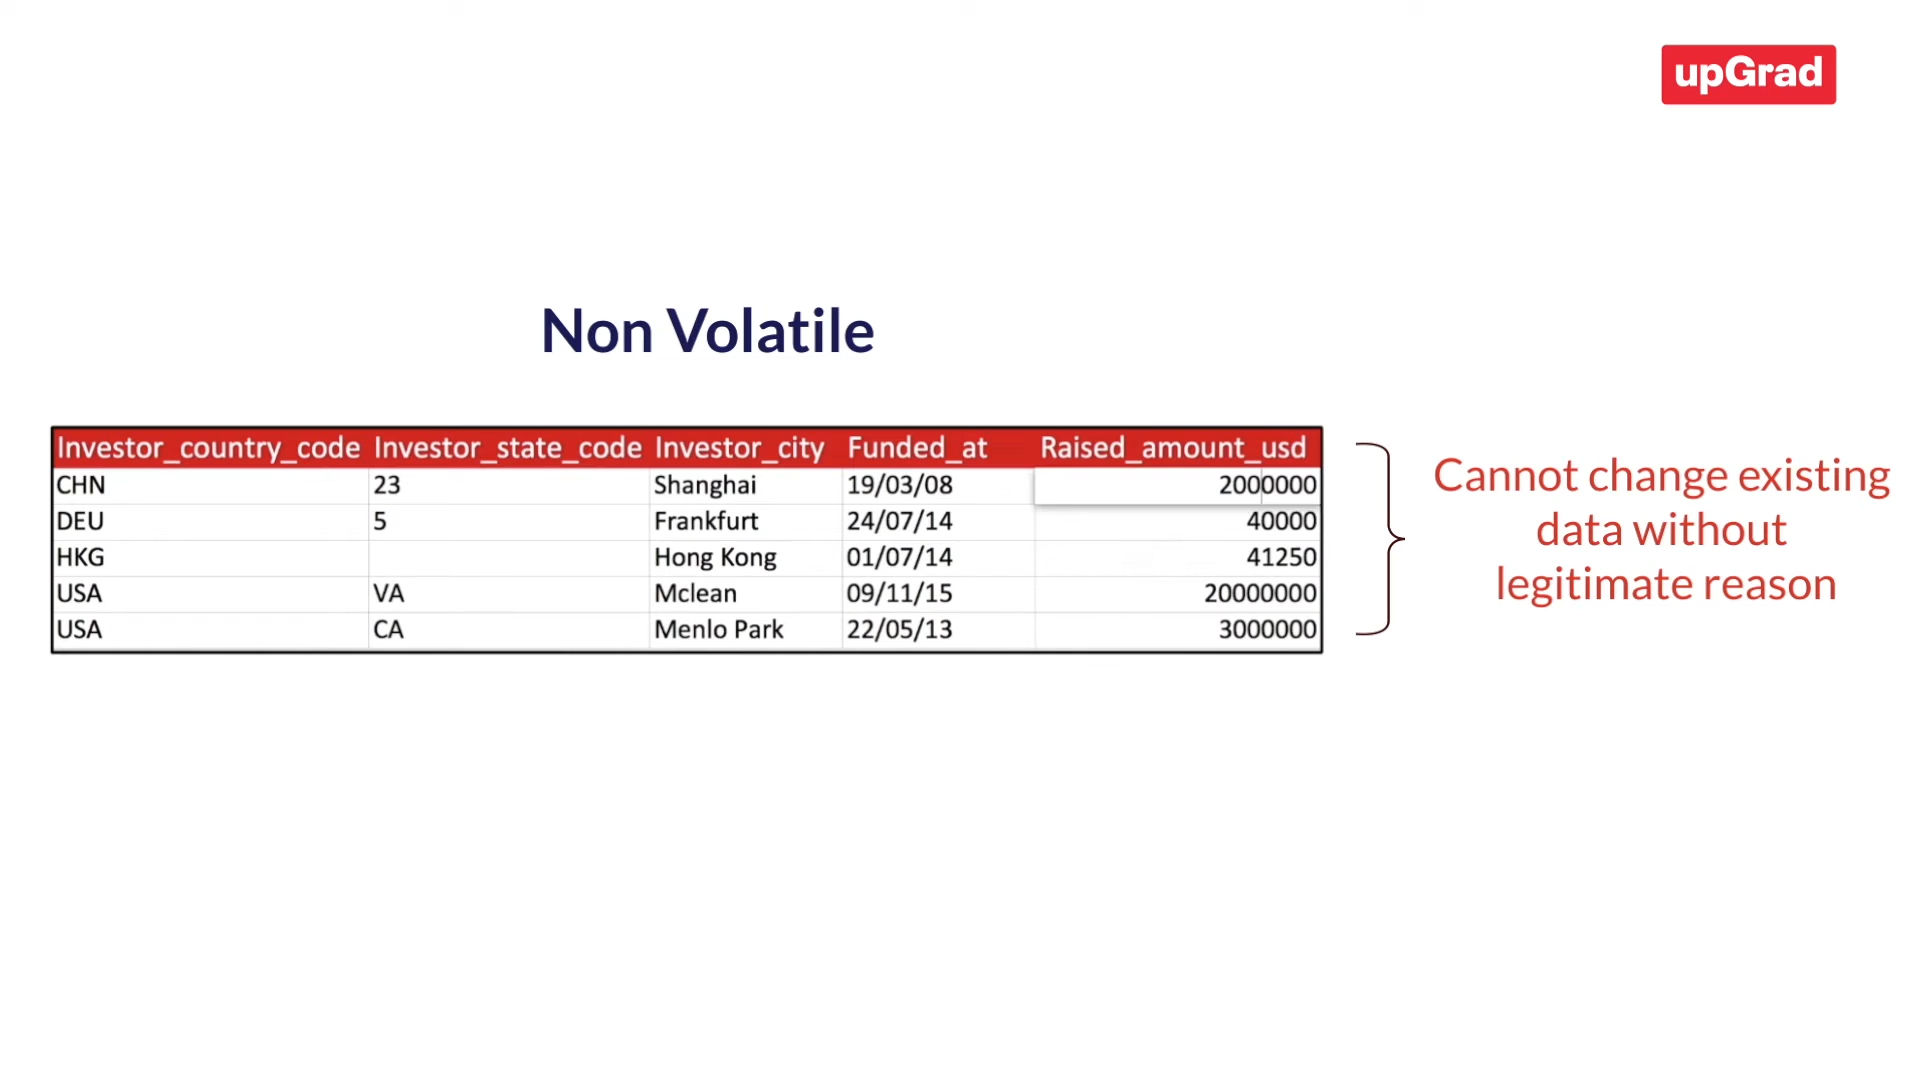 upGrad
Non Volatile
Investor_country_code Investor_state_code Investor_city Funded_at Raised_amount_usd
CHN 23 Shanghai 19/03/08 2000000
DEU 5 Frankfurt 24/07/14 40000
HKG Hong Kong 01/07/14 41250
USA VA Mclean 09/11/15 20000000
USA CA Menlo Park 22/05/13 3000000
Cannot change existing
data without
legitimate reason